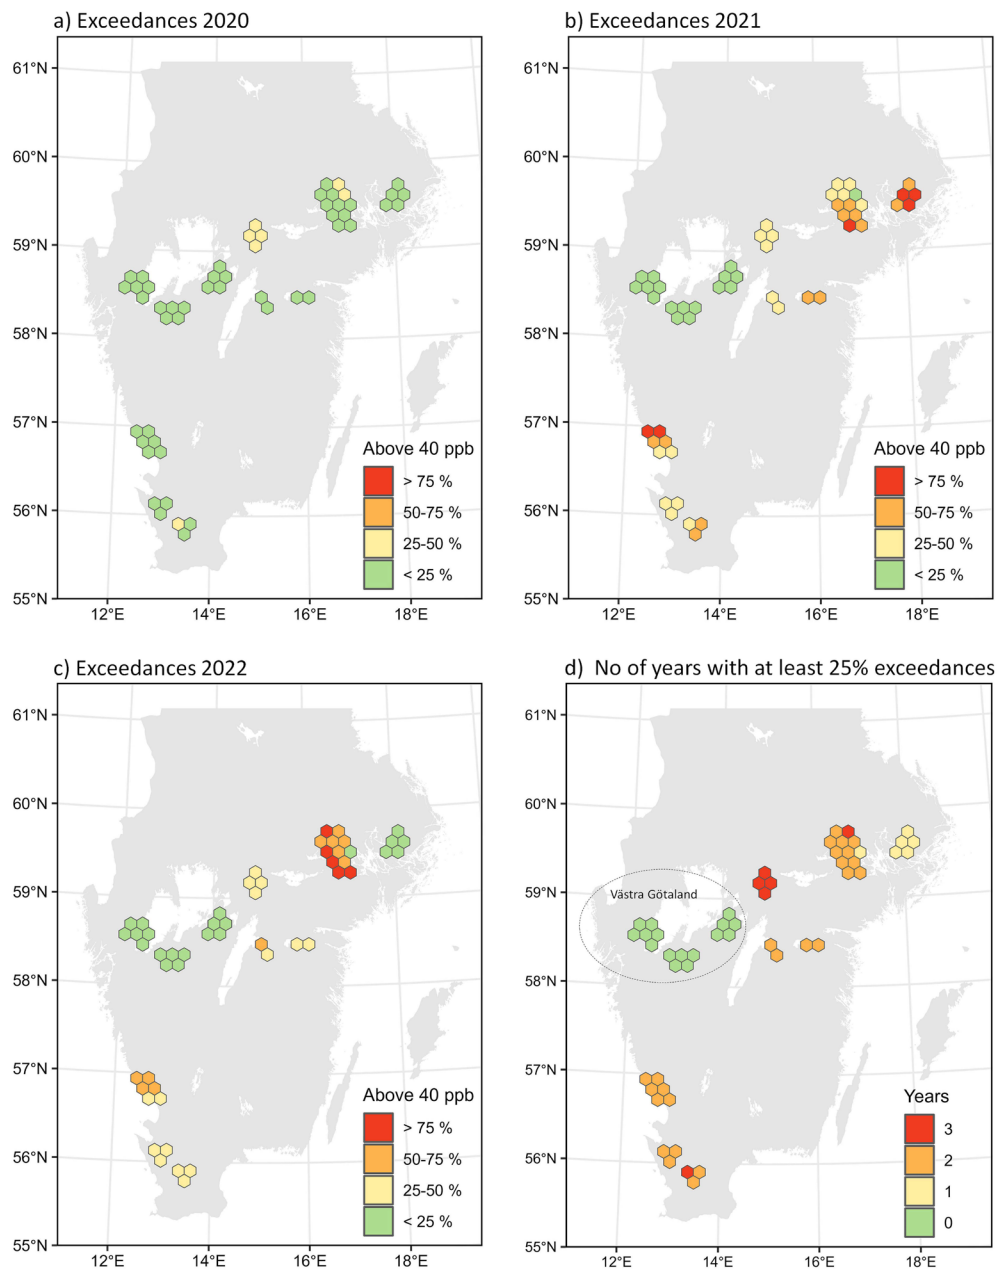 a) Exceedances 2020
61°N
60°N
59°N
58°N
57°N
56°N
55°N
12°E 14°E 16°E 18°E
Above 40 ppb
> 75 %
50-75 %
25-50 %
< 25 %
b) Exceedances 2021
61°N
60°N
59°N
58°N
57°N
56°N
55°N
12°E 14°E 16°E 18°E
Above 40 ppb
> 75 %
50-75 %
25-50 %
< 25 %
c) Exceedances 2022
61°N
60°N
59°N
58°N
57°N
56°N
55°N
12°E 14°E 16°E 18°E
Above 40 ppb
> 75 %
50-75 %
25-50 %
< 25 %
d) No of years with at least 25% exceedances
61°N
60°N
59°N
58°N
57°N
56°N
55°N
12°E 14°E 16°E 18°E
Västra Götaland
Years
3
2
1
0